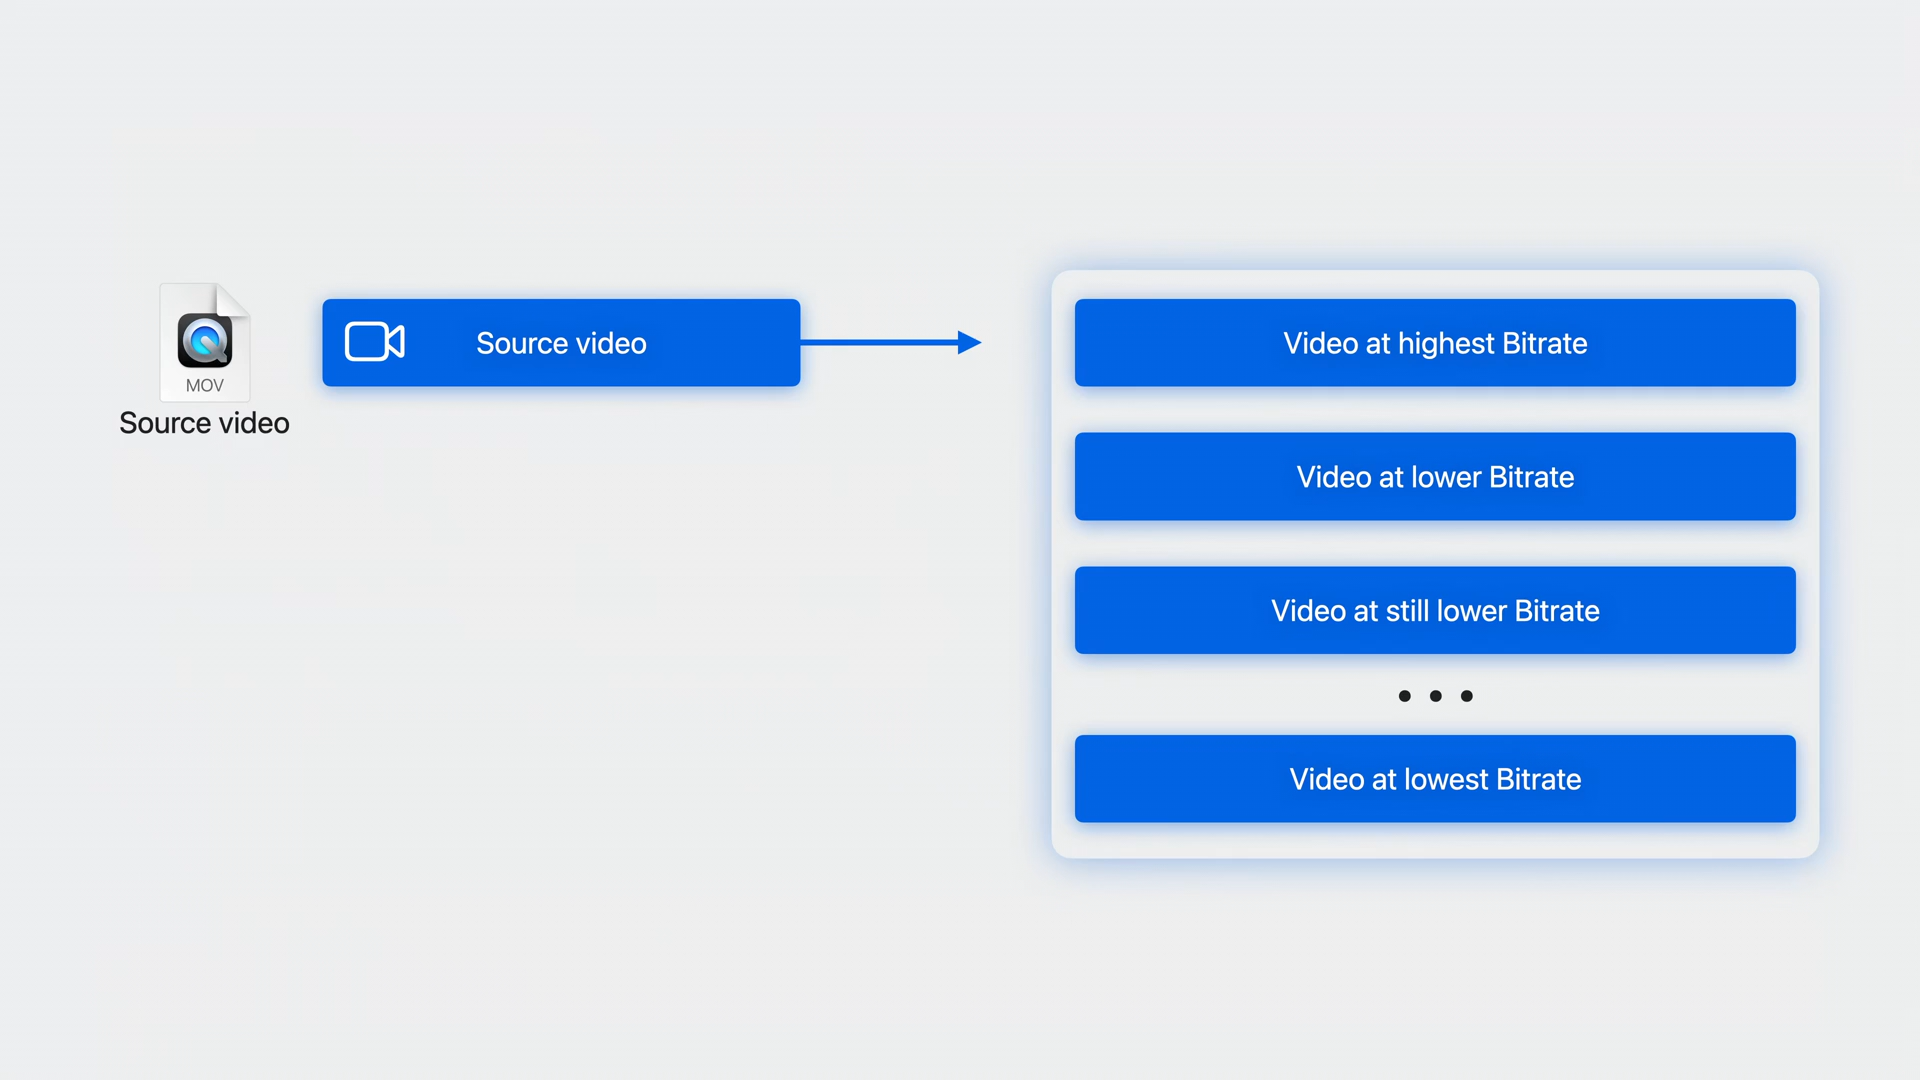 MOV
Source video
Source video
Video at highest Bitrate
Video at lower Bitrate
Video at still lower Bitrate
• • •
Video at lowest Bitrate